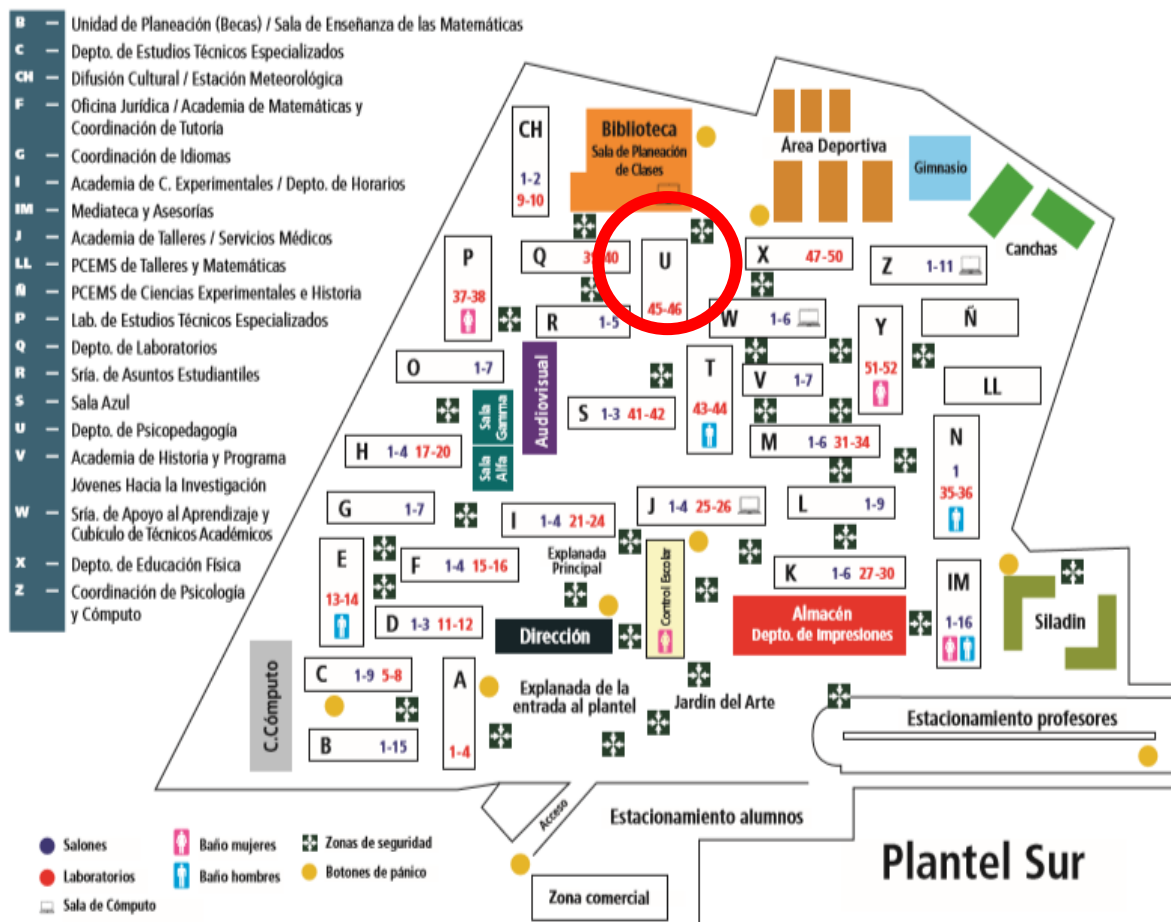 B — Unidad de Planeación (Becas) / Sala de Enseñanza de las Matemáticas
C — Depto. de Estudios Técnicos Especializados
CH — Difusión Cultural / Estación Meteorológica
F — Oficina Jurídica / Academia de Matemáticas y
Coordinación de Tutoría
G — Coordinación de Idiomas
I — Academia de C. Experimentales / Depto. de Horarios
IM — Mediateca y Asesorías
J — Academia de Talleres / Servicios Médicos
LL — PCEMS de Talleres y Matemáticas
Ñ — PCEMS de Ciencias Experimentales e Historia
P — Lab. de Estudios Técnicos Especializados
Q — Depto. de Laboratorios
R — Sría. de Asuntos Estudiantiles
S — Sala Azul
U — Depto. de Psicopedagogía
V — Academia de Historia y Programa
Jóvenes Hacia la Investigación
W — Sría. de Apoyo al Aprendizaje y
Cubículo de Técnicos Académicos
X — Depto. de Educación Física
Z — Coordinación de Psicología
y Cómputo
CH
1-2
9-10
Biblioteca
Sala de Planeación
de Clases
Área Deportiva
Gimnasio
Canchas
P
37-38
Q 39-40
U
45-46
X 47-50
Z 1-11
R 1-5
W 1-6
Y
51-52
Ñ
O 1-7
Audiovisual
T
43-44
V 1-7
LL
Sala
Gamma
S 1-3 41-42
H 1-4 17-20
Sala
Alfa
M 1-6 31-34
N
1
35-36
G 1-7
I 1-4 21-24
J 1-4 25-26
L 1-9
E
13-14
F 1-4 15-16
Explanada
Principal
Control Escolar
K 1-6 27-30
IM
1-16
D 1-3 11-12
Dirección
Almacén
Depto. de Impresiones
Siladin
C.Cómputo
C 1-9 5-8
A
1-4
Explanada de la
entrada al plantel
Jardín del Arte
B 1-15
Estacionamiento profesores
Acceso
Estacionamiento alumnos
Salones
Baño mujeres
Zonas de seguridad
Laboratorios
Baño hombres
Botones de pánico
Sala de Cómputo
Zona comercial
Plantel Sur